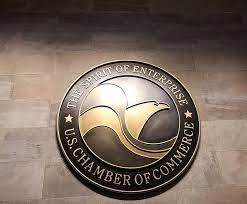 THE SPIRIT OF ENTERPRISE
U.S. CHAMBER OF COMMERCE